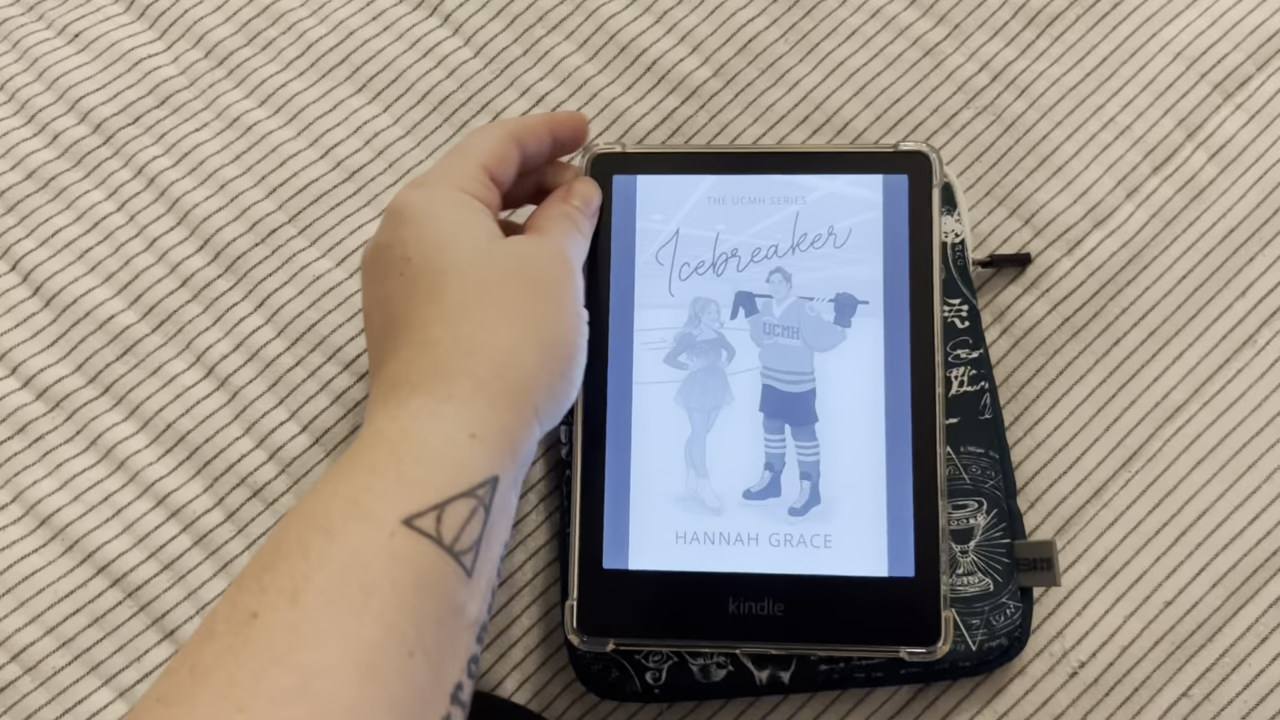 THE UCMH SERIES
Icebreaker
UCMH
HANNAH GRACE
kindle